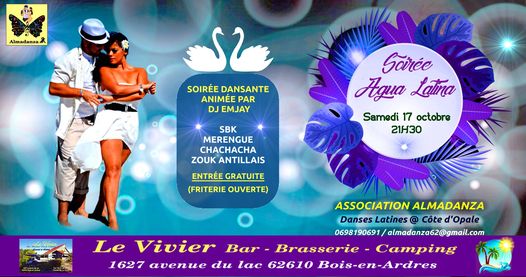 Almadanza
SOIRÉE DANSANTE
ANIMÉE PAR
DJ EMJAY
SBK
MERENGUE
CHACHACHA
ZOUK ANTILLAIS
ENTRÉE GRATUITE
(FRITERIE OUVERTE)
Soirée
Agua Latina
Samedi 17 octobre
21H30
ASSOCIATION ALMADANZA
Danses Latines @ Côte d'Opale
0698190691 / almadanza62@gmail.com
Le Vivier Bar - Brasserie - Camping
1627 avenue du lac 62610 Bois-en-Ardres